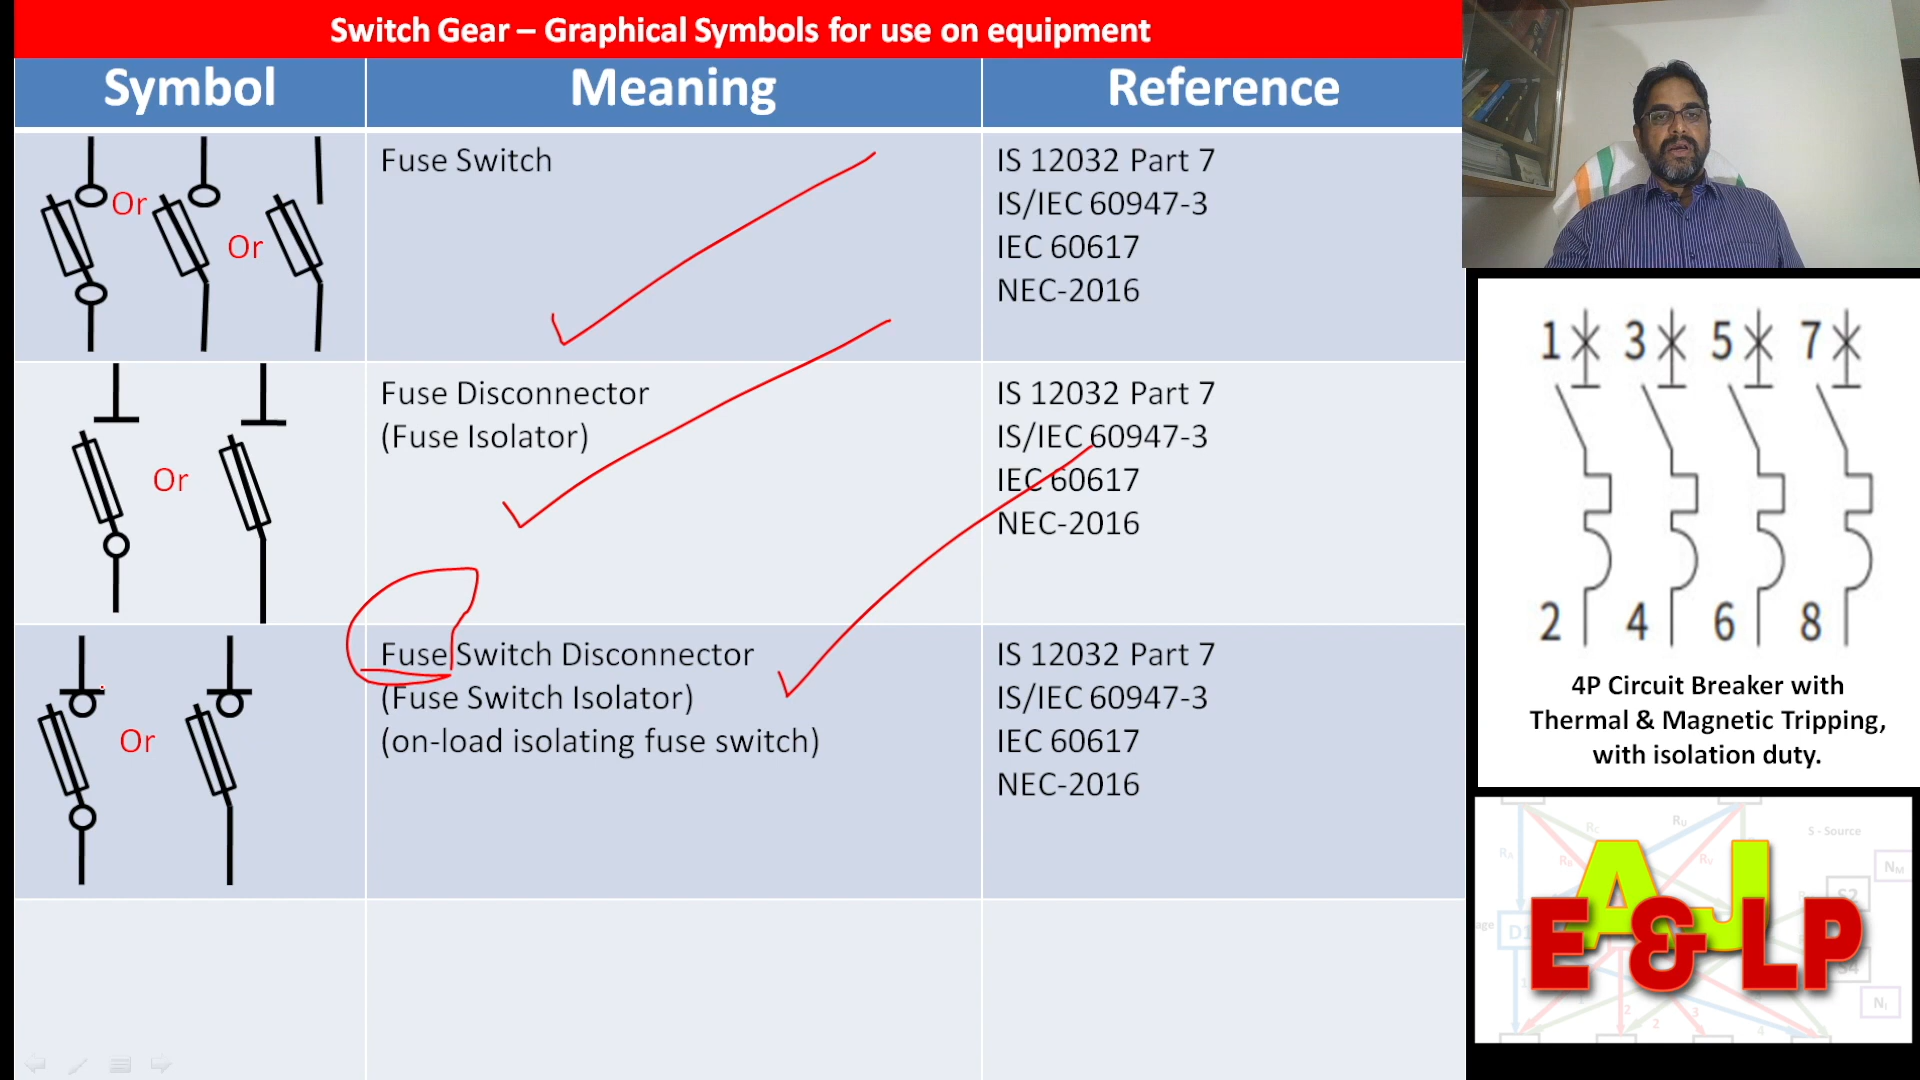 Switch Gear – Graphical Symbols for use on equipment
Symbol
Meaning
Reference
Or
Or
Fuse Switch
IS 12032 Part 7
IS/IEC 60947-3
IEC 60617
NEC-2016
Or
Fuse Disconnector
(Fuse Isolator)
IS 12032 Part 7
IS/IEC 60947-3
IEC 60617
NEC-2016
Or
Fuse Switch Disconnector
(Fuse Switch Isolator)
(on-load isolating fuse switch)
IS 12032 Part 7
IS/IEC 60947-3
IEC 60617
NEC-2016
1 3 5 7
2 4 6 8
4P Circuit Breaker with
Thermal & Magnetic Tripping,
with isolation duty.
S - Source
AJ
E & LP